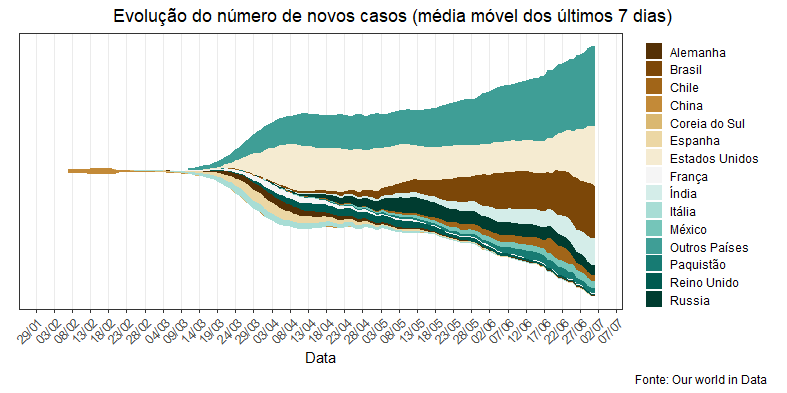 Evolução do número de novos casos (média móvel dos últimos 7 dias)
Alemanha
Brasil
Chile
China
Coreia do Sul
Espanha
Estados Unidos
França
Índia
Itália
México
Outros Países
Paquistão
Reino Unido
Russia
29/01 03/02 08/02 13/02 18/02 23/02 28/02 04/03 09/03 14/03 19/03 24/03 29/03 03/04 08/04 13/04 18/04 23/04 28/04 03/05 08/05 13/05 18/05 23/05 28/05 02/06 07/06 12/06 17/06 22/06 27/06 02/07 07/07
Data
Fonte: Our world in Data